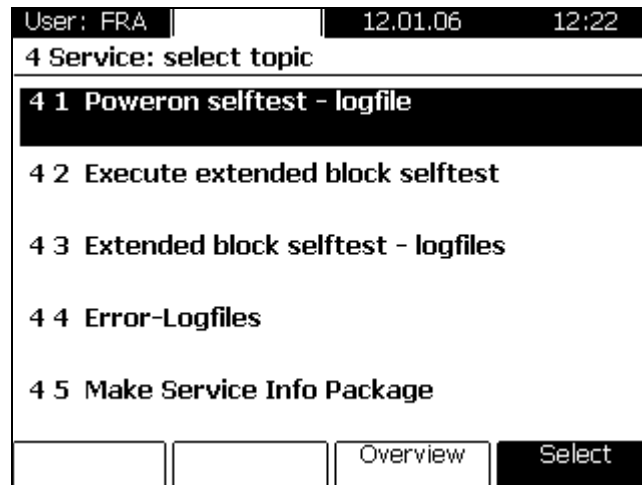 User: FRA 12.01.06 12:22
4 Service: select topic
4 1 Poweron selftest - logfile
4 2 Execute extended block selftest
4 3 Extended block selftest - logfiles
4 4 Error-Logfiles
4 5 Make Service Info Package
Overview Select